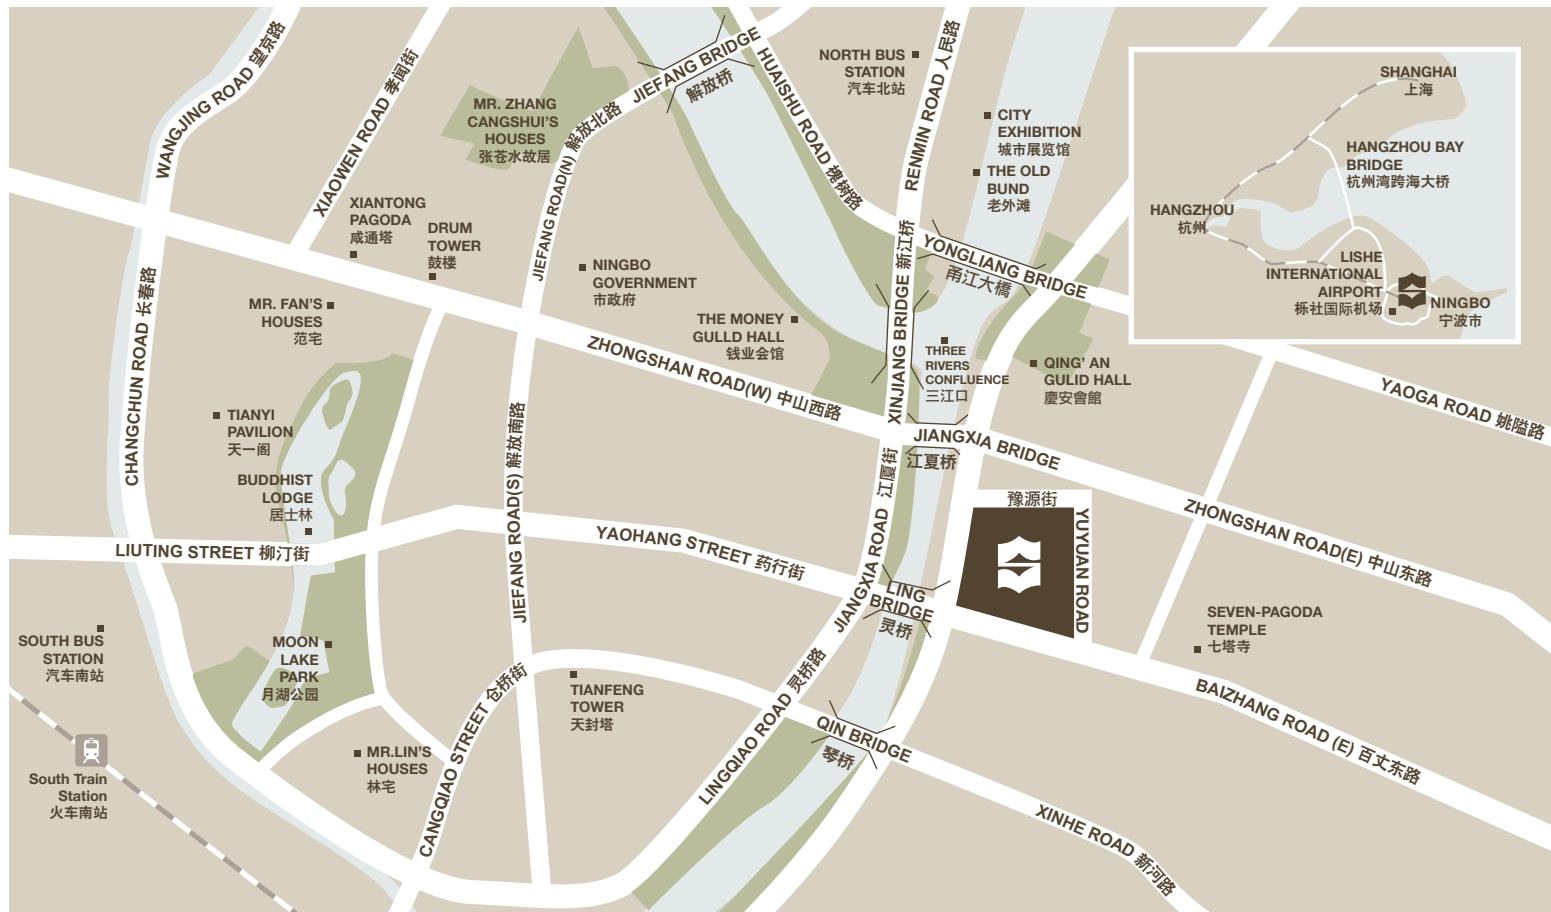 WANGJING ROAD 望京路
XIAOWEN ROAD 孝闻街
MR. ZHANG
CANGSHUI'S
HOUSES
张苍水故居
JIEFANG ROAD(N) 解放北路
JIEFANG BRIDGE
解放桥
HUAISHU ROAD 槐树路
NORTH BUS
STATION
汽车北站
RENMIN ROAD 人民路
CITY
EXHIBITION
城市展览馆
THE OLD
BUND
老外滩
SHANGHAI
上海
HANGZHOU BAY
BRIDGE
杭州湾跨海大桥
HANGZHOU
杭州
LISHE
INTERNATIONAL
AIRPORT
栎社国际机场
NINGBO
宁波市
XIANTONG
PAGODA
咸通塔
DRUM
TOWER
鼓楼
NINGBO
GOVERNMENT
市政府
MR. FAN'S
HOUSES
范宅
THE MONEY
GULLD HALL
钱业会馆
YONGLIANG BRIDGE
甬江大橋
XINJIANG BRIDGE 新江桥
THREE
RIVERS
CONFLUENCE
三江口
QING' AN
GULID HALL
慶安會館
CHANGCHUN ROAD 长春路
ZHONGSHAN ROAD(W) 中山西路
YAOGA ROAD 姚隘路
TIANYI
PAVILION
天一阁
BUDDHIST
LODGE
居士林
JIEFANG ROAD(S) 解放南路
JIANGXIA BRIDGE
江夏桥
JIANGXIA ROAD 江厦街
豫源街
YUYUAN ROAD
ZHONGSHAN ROAD(E) 中山东路
LIUTING STREET 柳汀街
YAOHANG STREET 药行街
LING
BRIDGE
灵桥
SOUTH BUS
STATION
汽车南站
MOON
LAKE
PARK
月湖公园
SEVEN-PAGODA
TEMPLE
七塔寺
TIANFENG
TOWER
天封塔
CANGQIAO STREET 仓桥街
LINGQIAO ROAD 灵桥路
QIN BRIDGE
琴桥
BAIZHANG ROAD (E) 百丈东路
MR.LIN'S
HOUSES
林宅
South Train
Station
火车南站
XINHE ROAD 新河路